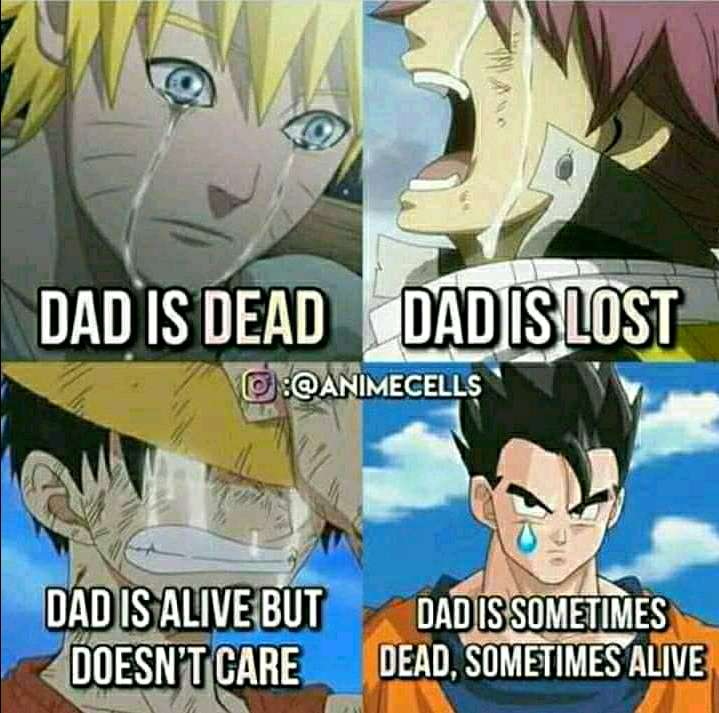 DAD IS DEAD
DAD IS LOST
:@ANIMECELLS
DAD IS ALIVE BUT
DOESN'T CARE
DAD IS SOMETIMES
DEAD, SOMETIMES ALIVE